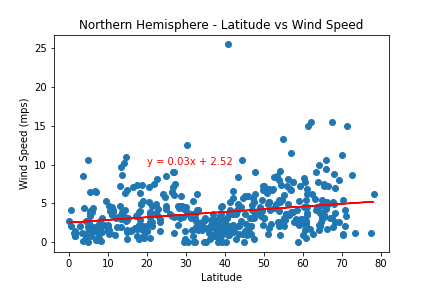 Northern Hemisphere - Latitude vs Wind Speed
25
20
15
10
5
0
Wind Speed (mps)
y = 0.03x + 2.52
0 10 20 30 40 50 60 70 80
Latitude